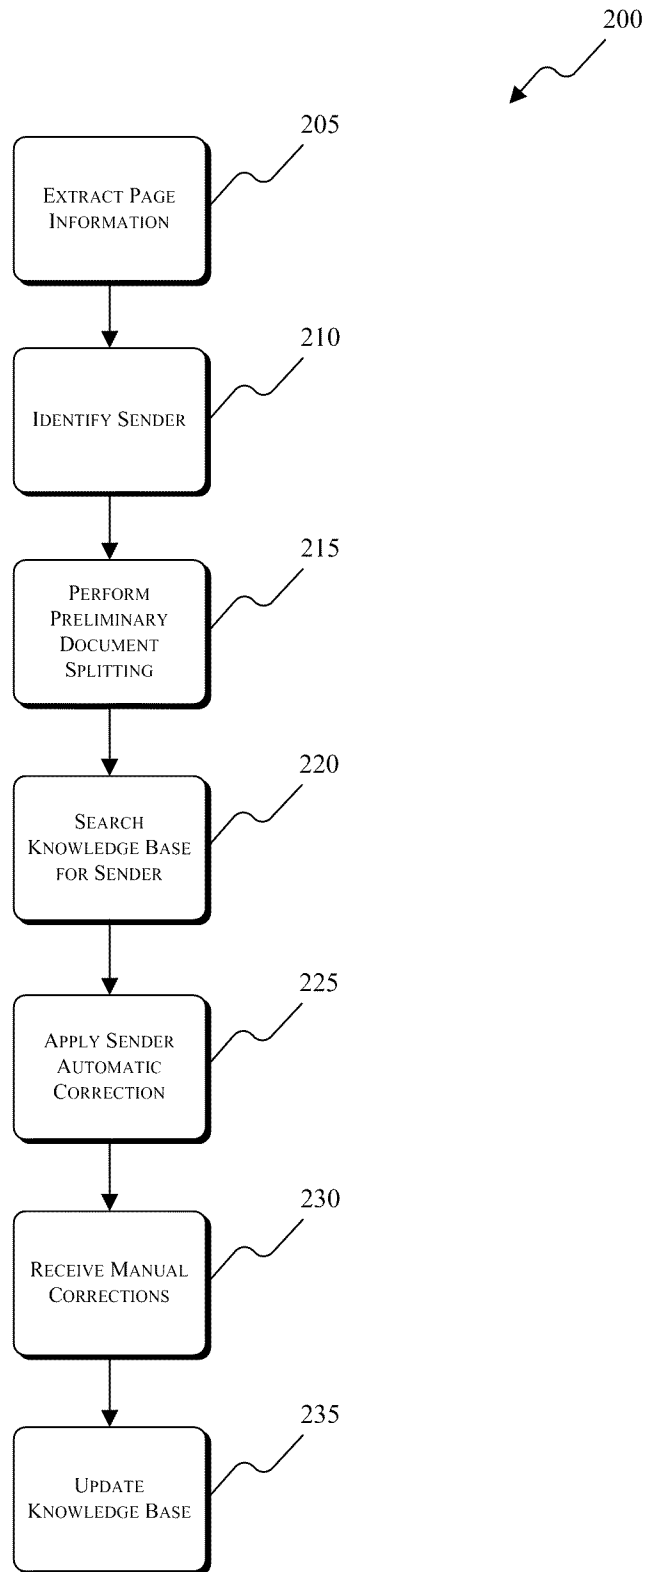 200
205
EXTRACT PAGE
INFORMATION
210
IDENTIFY SENDER
215
PERFORM
PRELIMINARY
DOCUMENT
SPLITTING
220
SEARCH
KNOWLEDGE BASE
FOR SENDER
225
APPLY SENDER
AUTOMATIC
CORRECTION
230
RECEIVE MANUAL
CORRECTIONS
235
UPDATE
KNOWLEDGE BASE